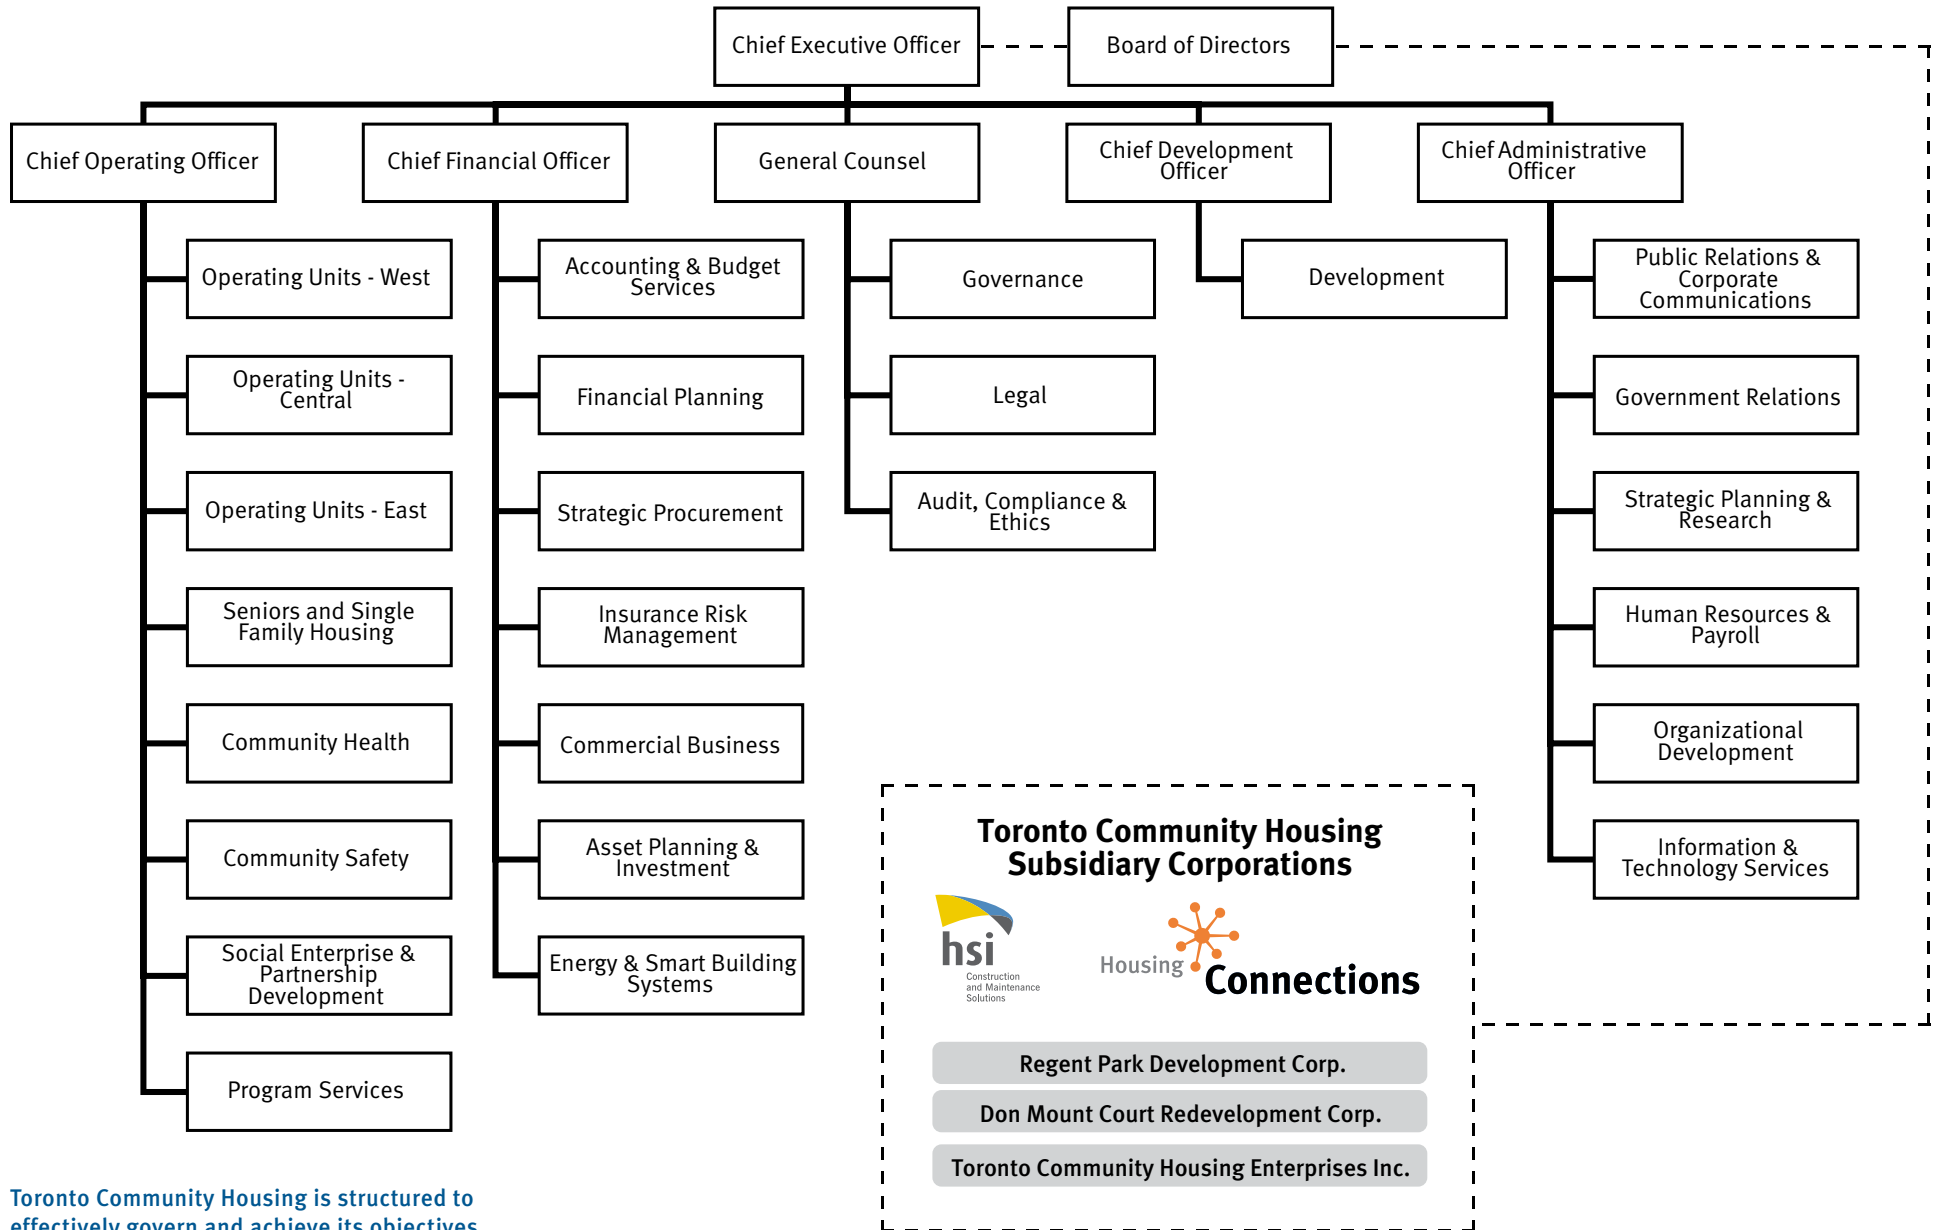 Chief Executive Officer
Board of Directors
Chief Operating Officer
Chief Financial Officer
General Counsel
Chief Development
Officer
Chief Administrative
Officer
Operating Units - West
Operating Units -
Central
Operating Units - East
Seniors and Single
Family Housing
Community Health
Community Safety
Social Enterprise &
Partnership
Development
Program Services
Accounting & Budget
Services
Financial Planning
Strategic Procurement
Insurance Risk
Management
Commercial Business
Asset Planning &
Investment
Energy & Smart Building
Systems
Governance
Legal
Audit, Compliance &
Ethics
Development
Public Relations &
Corporate
Communications
Government Relations
Strategic Planning &
Research
Human Resources &
Payroll
Organizational
Development
Information &
Technology Services
Toronto Community Housing
Subsidiary Corporations
hsi
Construction
and Maintenance
Solutions
Housing
Connections
Regent Park Development Corp.
Don Mount Court Redevelopment Corp.
Toronto Community Housing Enterprises Inc.
Toronto Community Housing is structured to
effectively govern and achieve its objectives